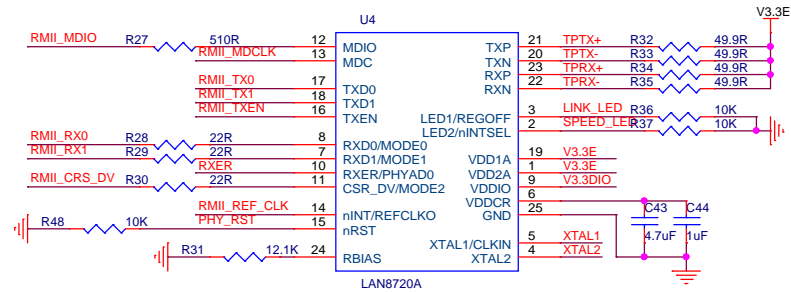 U4
V3.3E
RMII_MDIO R27 510R 12 MDIO TXP 21 TPTX+ R32 49.9R
RMII_MDCLK 13 MDC TXN 20 TPTX- R33 49.9R
RXP 23 TPRX+ R34 49.9R
RMII_TX0 17 TXD0 RXN 22 TPRX- R35 49.9R
RMII_TX1 18 TXD1
RMII_TXEN 16 TXEN LED1/REGOFF 3 LINK_LED R36 10K
LED2/nINTSEL 2 SPEED_LED R37 10K
RMII_RX0 R28 22R 8 RXD0/MODE0
RMII_RX1 R29 22R 7 RXD1/MODE1 VDD1A 19 V3.3E
RXER 10 RXER/PHYAD0 VDD2A 1 V3.3E
RMII_CRS_DV R30 22R 11 CSR_DV/MODE2 VDDIO 9 V3.3DIO
VDDCR 6
RMII_REF_CLK 14 nINT/REFCLKO GND 25 C43 C44
R48 10K PHY_RST 15 nRST 4.7uF 1uF
XTAL1/CLKIN 5 XTAL1
R31 12.1K 24 RBIAS XTAL2 4 XTAL2
LAN8720A